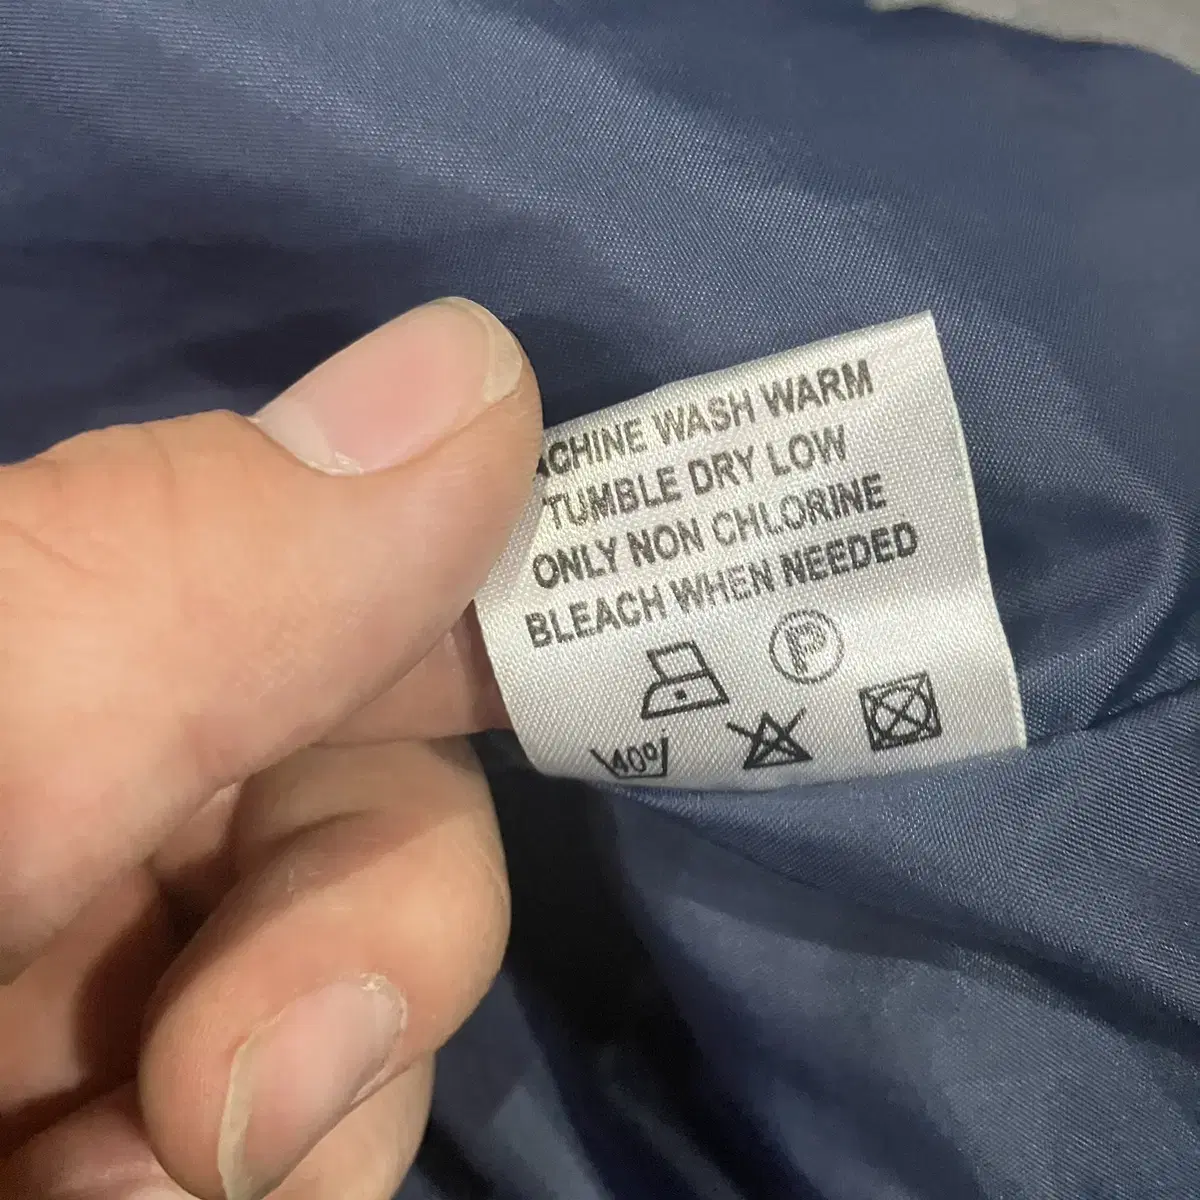 ACHINE WASH WARM
TUMBLE DRY LOW
ONLY NON CHLORINE
BLEACH WHEN NEEDED
P
40°